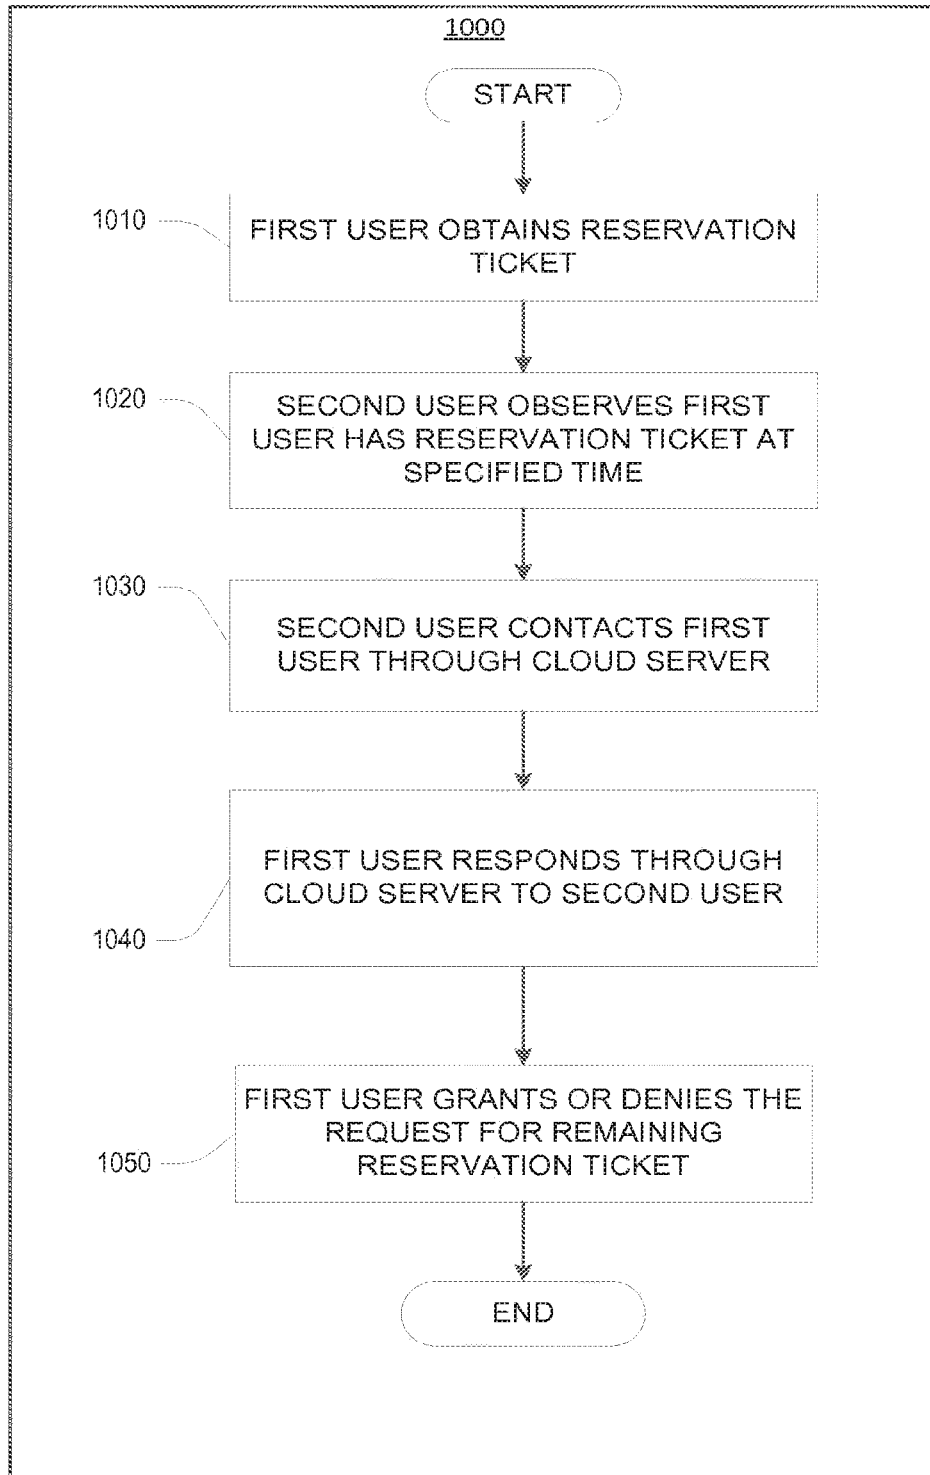 1000
START
1010
FIRST USER OBTAINS RESERVATION
TICKET
1020
SECOND USER OBSERVES FIRST
USER HAS RESERVATION TICKET AT
SPECIFIED TIME
1030
SECOND USER CONTACTS FIRST
USER THROUGH CLOUD SERVER
FIRST USER RESPONDS THROUGH
CLOUD SERVER TO SECOND USER
1040
FIRST USER GRANTS OR DENIES THE
REQUEST FOR REMAINING
RESERVATION TICKET
1050
END